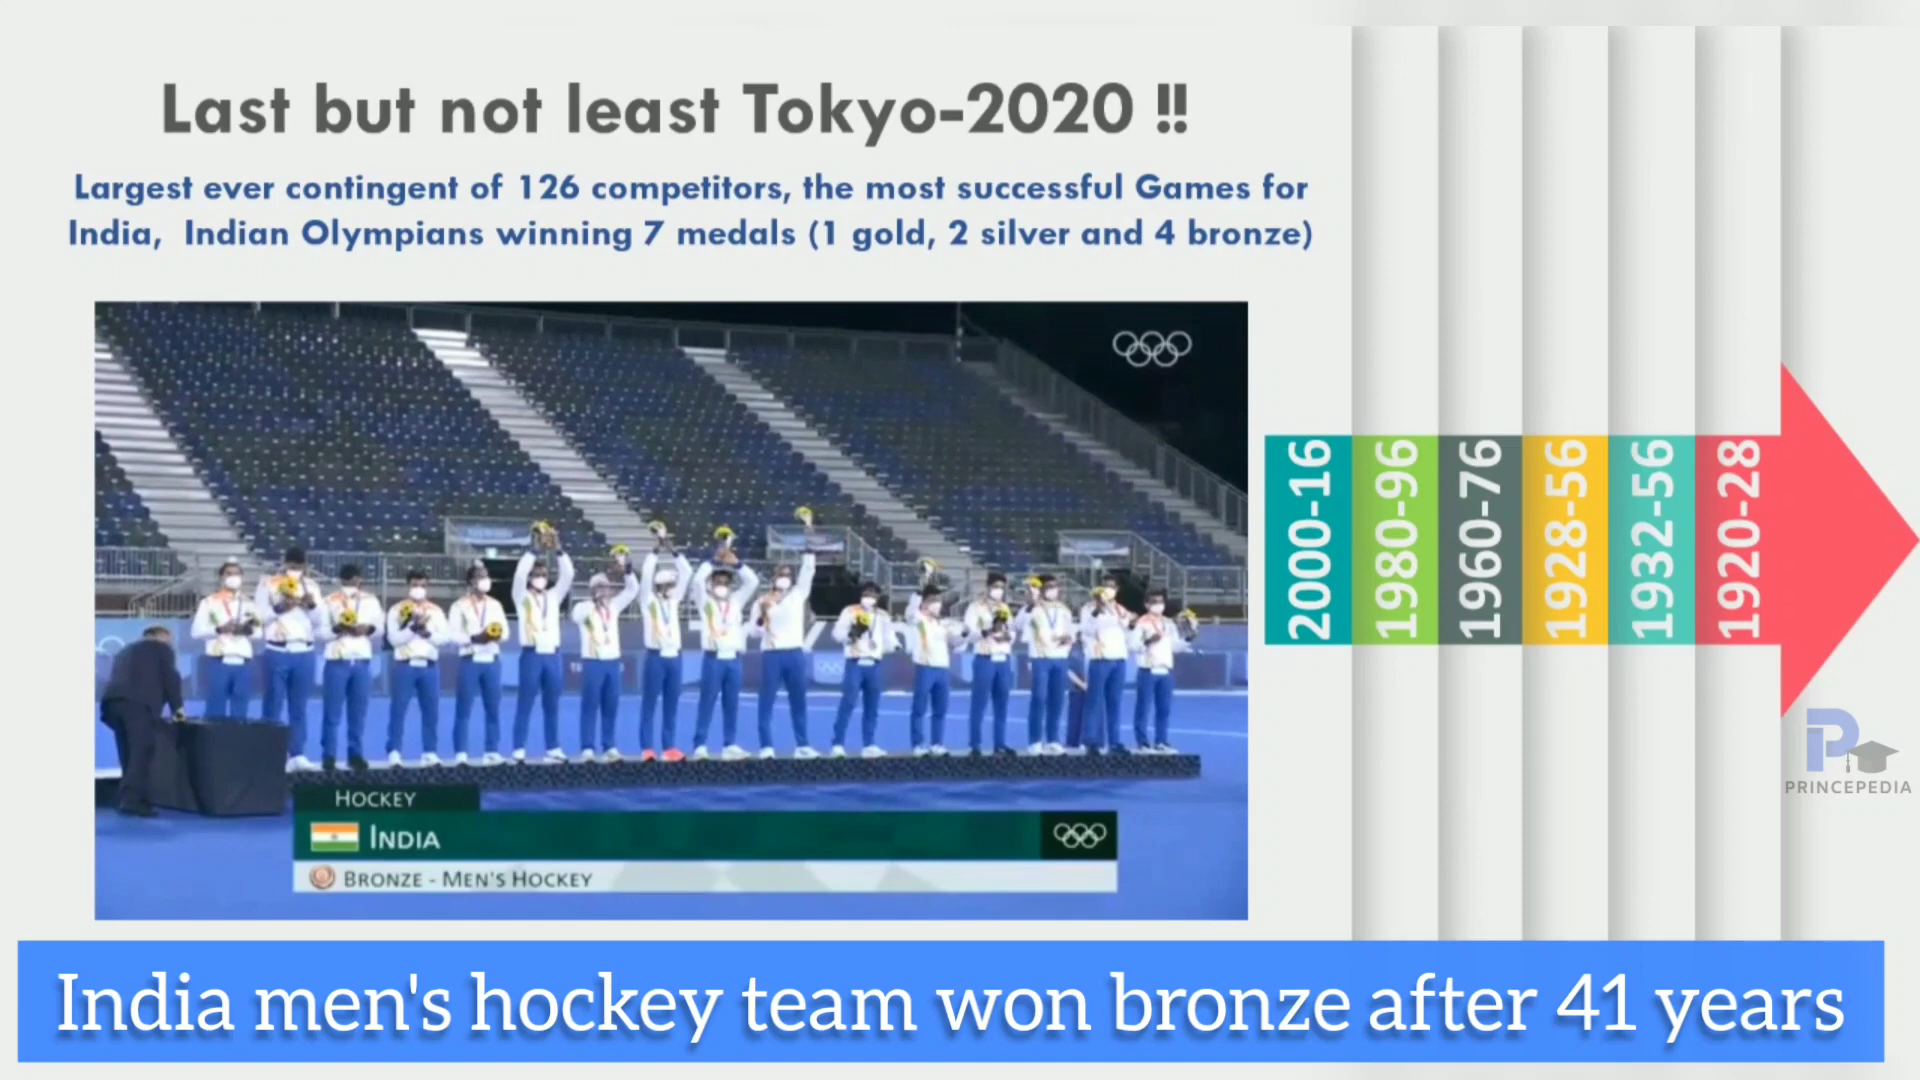 Last but not least Tokyo-2020 !!
Largest ever contingent of 126 competitors, the most successful Games for
India, Indian Olympians winning 7 medals (1 gold, 2 silver and 4 bronze)
HOCKEY
INDIA
BRONZE - MEN'S HOCKEY
2000-16
1980-96
1960-76
1928-56
1932-56
1920-28
P
PRINCEPEDIA
India men's hockey team won bronze after 41 years